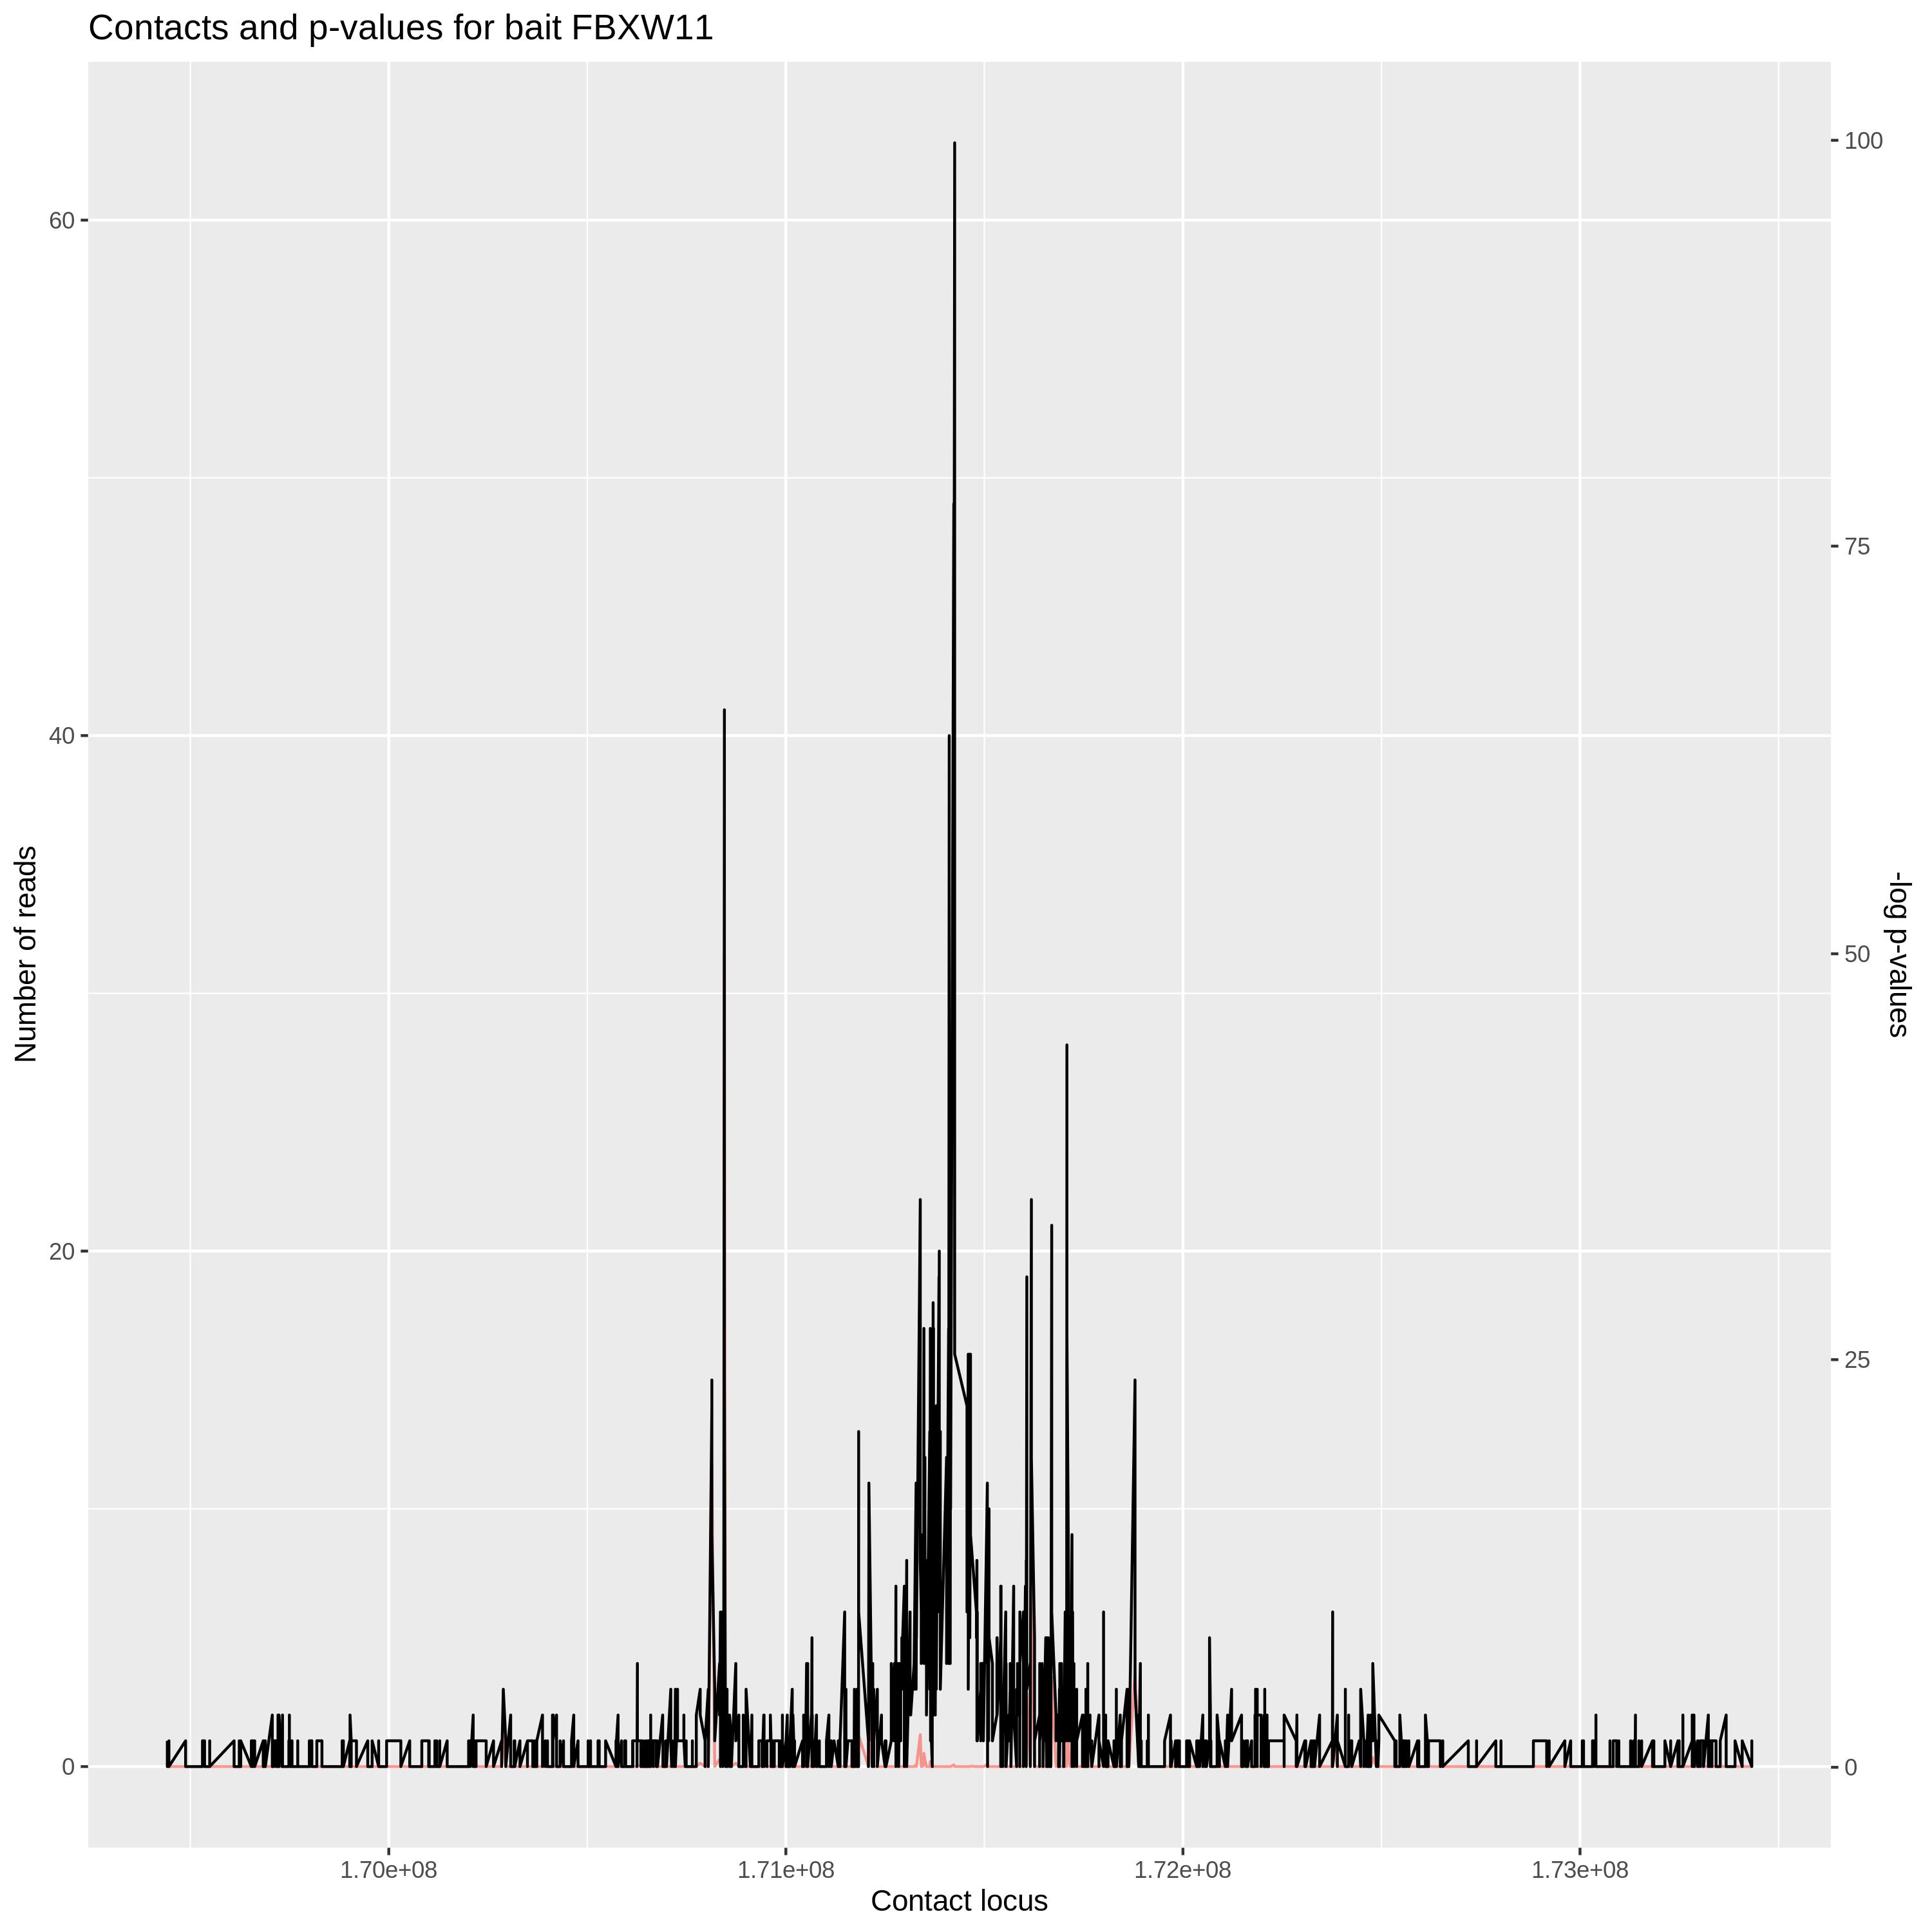 Contacts and p-values for bait FBXW11
100
60
75
40
50
20
25
0
0
Number of reads
-log p-values
1.70e+08
1.71e+08
1.72e+08
1.73e+08
Contact locus